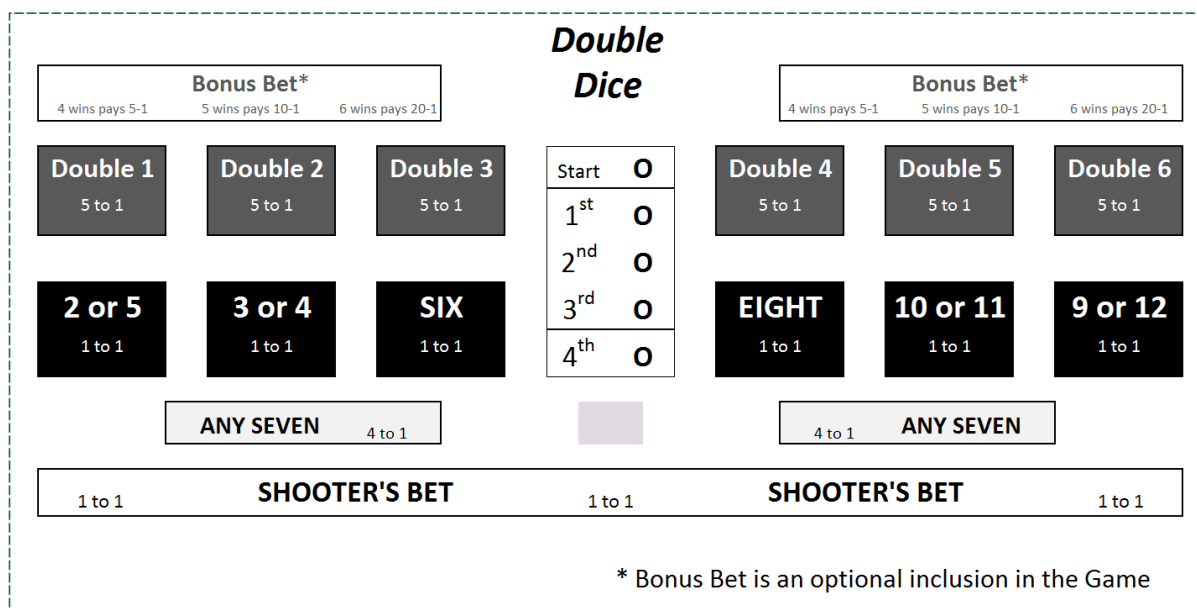 Double
Dice
Bonus Bet*
4 wins pays 5-1 5 wins pays 10-1 6 wins pays 20-1
Bonus Bet*
4 wins pays 5-1 5 wins pays 10-1 6 wins pays 20-1
Double 1
5 to 1
Double 2
5 to 1
Double 3
5 to 1
Start O
1st O
2nd O
3rd O
4th O
Double 4
5 to 1
Double 5
5 to 1
Double 6
5 to 1
2 or 5
1 to 1
3 or 4
1 to 1
SIX
1 to 1
EIGHT
1 to 1
10 or 11
1 to 1
9 or 12
1 to 1
ANY SEVEN 4 to 1
4 to 1 ANY SEVEN
1 to 1 SHOOTER'S BET 1 to 1 SHOOTER'S BET 1 to 1
* Bonus Bet is an optional inclusion in the Game